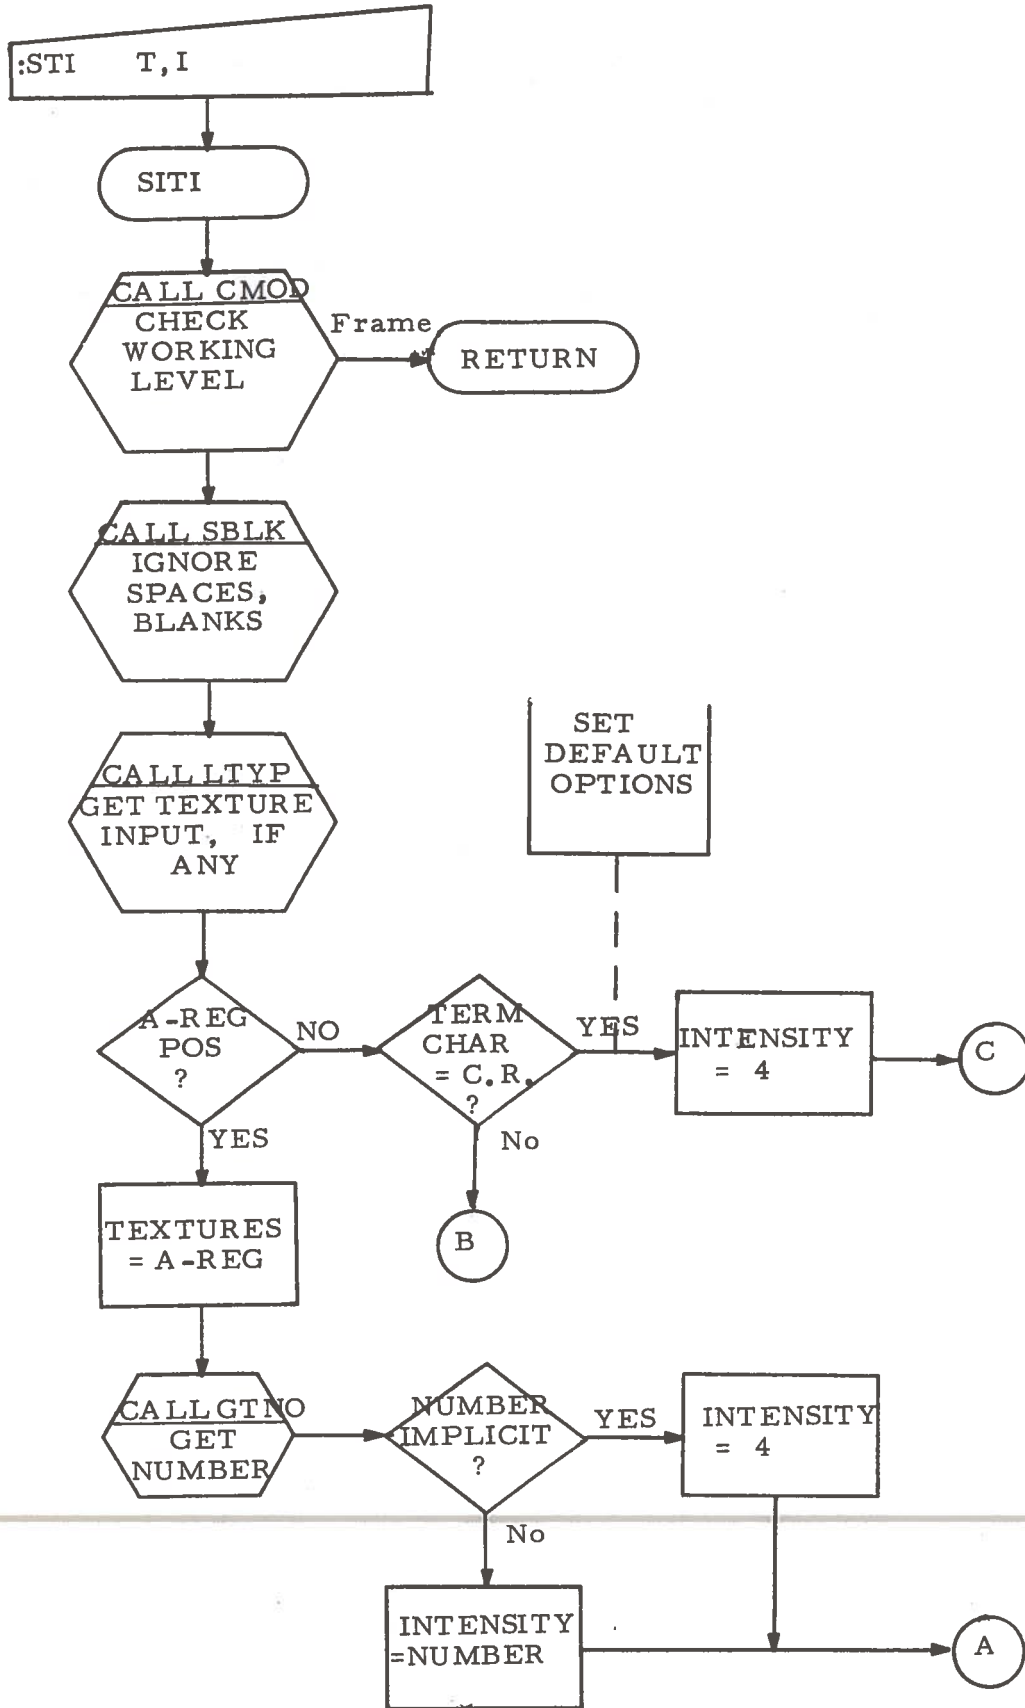 :STI T,I
SITI
CALL CMOD
CHECK
WORKING
LEVEL
Frame
RETURN
CALL SBLK
IGNORE
SPACES,
BLANKS
CALL LTYP
GET TEXTURE
INPUT, IF
ANY
SET
DEFAULT
OPTIONS
A-REG
POS
?
NO
TERM
CHAR
= C.R.
?
YES
INTENSITY
= 4
C
No
B
YES
TEXTURES
= A-REG
CALL GTNO
GET
NUMBER
NUMBER
IMPLICIT
?
YES
INTENSITY
= 4
No
INTENSITY
=NUMBER
A